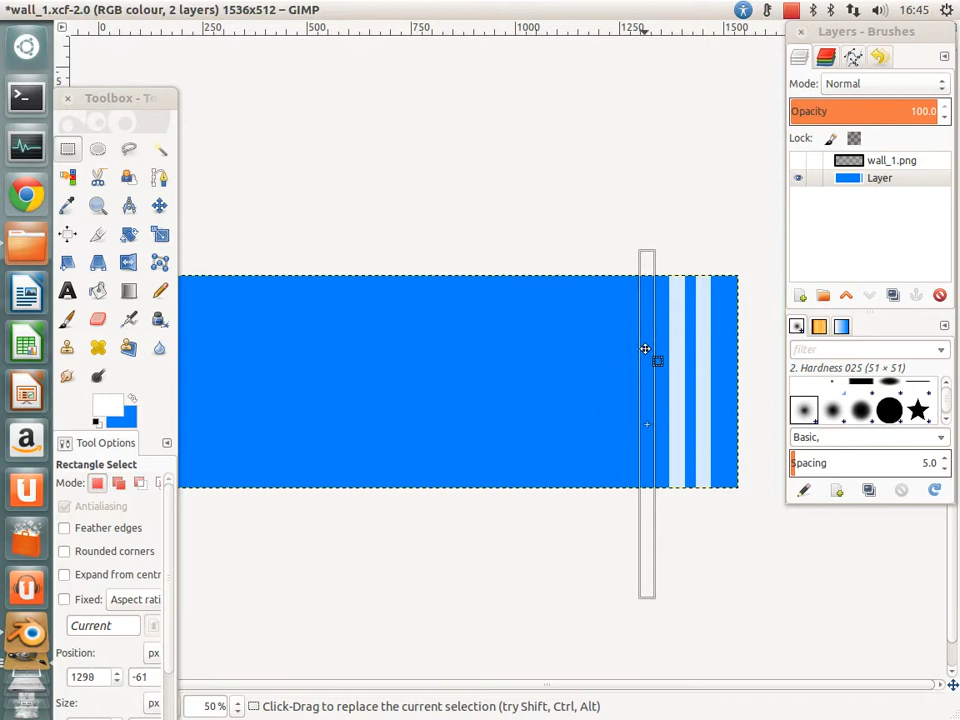 *wall_1.xcf-2.0 (RGB colour, 2 layers) 1536x512 – GIMP
16:45
0
250
500
750
1000
1250
1500
Layers - Brushes
Toolbox - To
Mode: Normal
Opacity 100.0
Lock:
wall_1.png
Layer
filter
2. Hardness 025 (51 × 51)
Basic,
Spacing 5.0
Tool Options
Rectangle Select
Mode:
Antialiasing
Feather edges
Rounded corners
Expand from centr
Fixed: Aspect rati
Current
Position: px
1298 -61
Size: px
50 % Click-Drag to replace the current selection (try Shift, Ctrl, Alt)